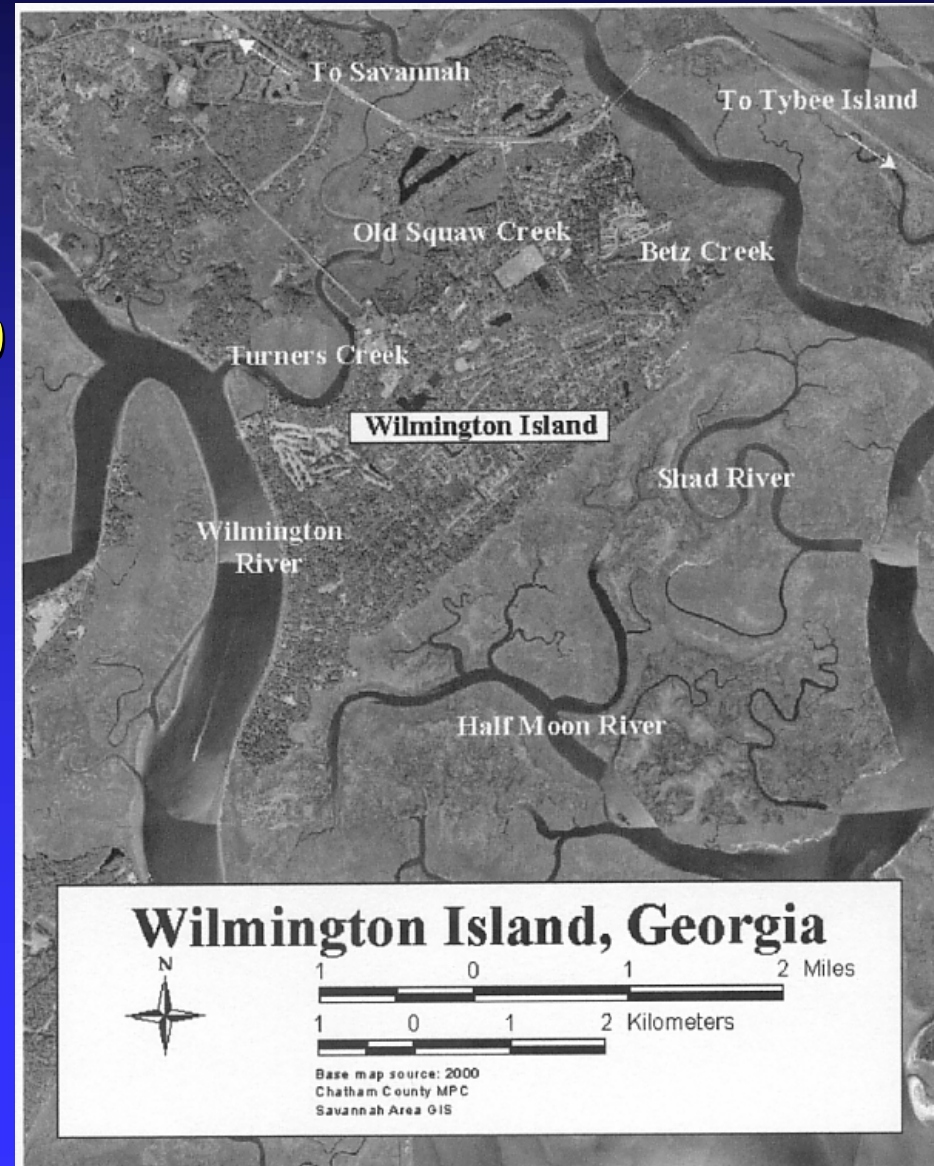 To Savannah
To Tybee Island
Old Squaw Creek
Betz Creek
Turners Creek
Wilmington Island
Shad River
Wilmington
River
Half Moon River
Wilmington Island, Georgia
N
1 0 1 2 Miles
1 0 1 2 Kilometers
Base map source: 2000
Chatham County MPC
Savannah Area GIS